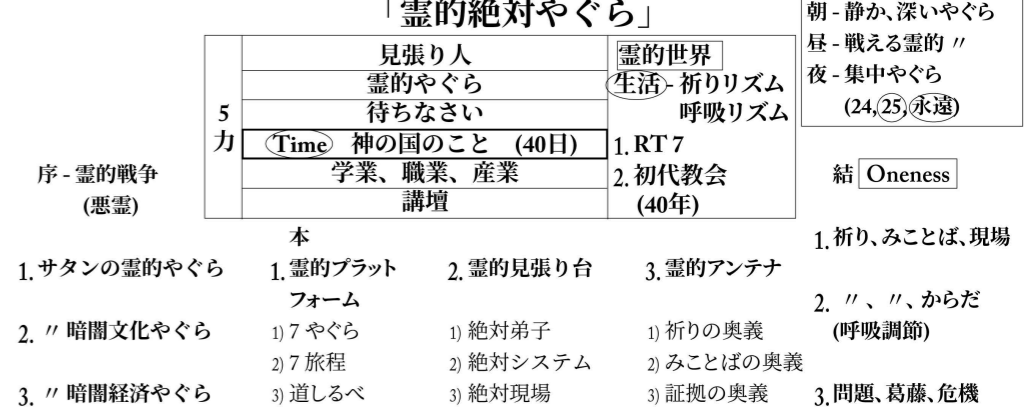 「霊的絶対やぐら」
朝 - 静か、深いやぐら
昼 - 戦える霊的 〃
夜 - 集中やぐら
(24, 25, 永遠)
5力
見張り人
霊的やぐら
待ちなさい
Time 神の国のこと (40日)
学業、職業、産業
講壇
霊的世界
生活 - 祈りリズム
呼吸リズム
1. RT 7
2. 初代教会
(40年)
序 - 霊的戦争
(悪霊)
1. サタンの霊的やぐら
2. 〃 暗闇文化やぐら
3. 〃 暗闇経済やぐら
本
1. 霊的プラット
フォーム
1) 7 やぐら
2) 7 旅程
3) 道しるべ
2. 霊的見張り台
1) 絶対弟子
2) 絶対システム
3) 絶対現場
3. 霊的アンテナ
1) 祈りの奥義
2) みことばの奥義
3) 証拠の奥義
結 Oneness
1. 祈り、みことば、現場
2. 〃、〃、からだ
(呼吸調節)
3. 問題、葛藤、危機